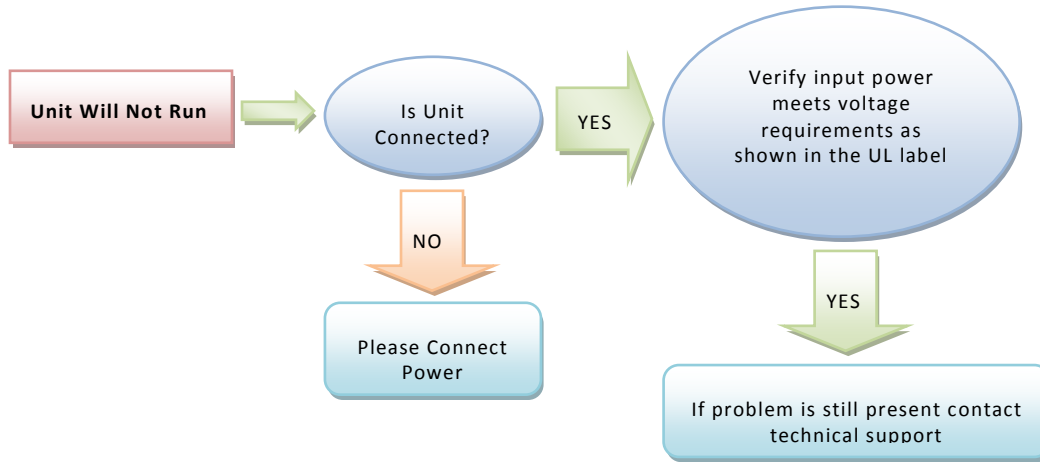 Unit Will Not Run
Is Unit
Connected?
YES
Verify input power
meets voltage
requirements as
shown in the UL label
NO
Please Connect
Power
YES
If problem is still present contact
technical support